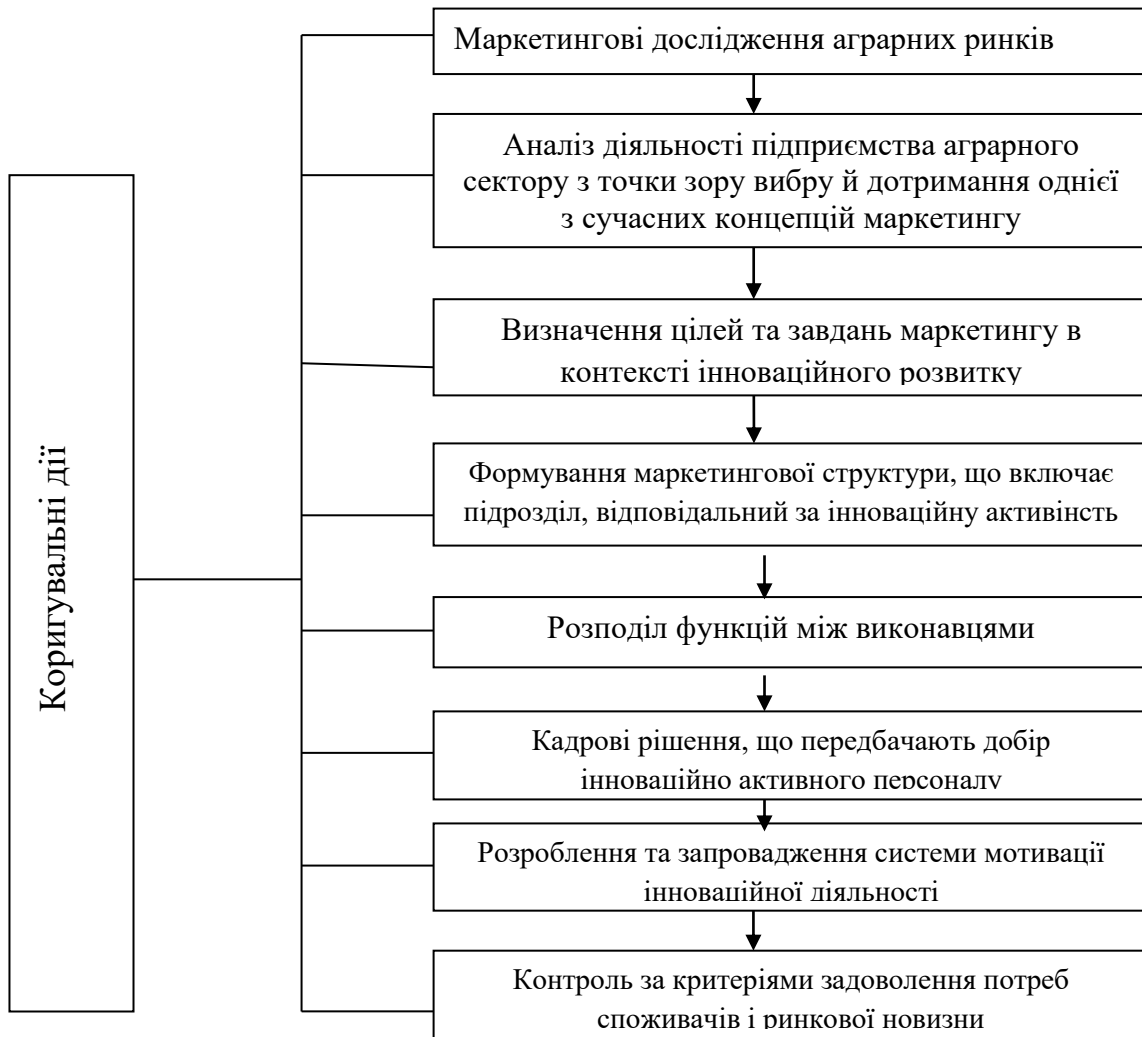 Маркетингові дослідження аграрних ринків
Аналіз діяльності підприємства аграрного
сектору з точки зору вибру й дотримання однієї
з сучасних концепцій маркетингу
Визначення цілей та завдань маркетингу в
контексті інноваційного розвитку
Формування маркетингової структури, що включає
підрозділ, відповідальний за інноваційну активінсть
Коригувальні дії
Розподіл функцій між виконавцями
Кадрові рішення, що передбачають добір
інноваційно активного персоналу
Розроблення та запровадження системи мотивації
інноваційної діяльності
Контроль за критеріями задоволення потреб
споживачів і ринкової новизни